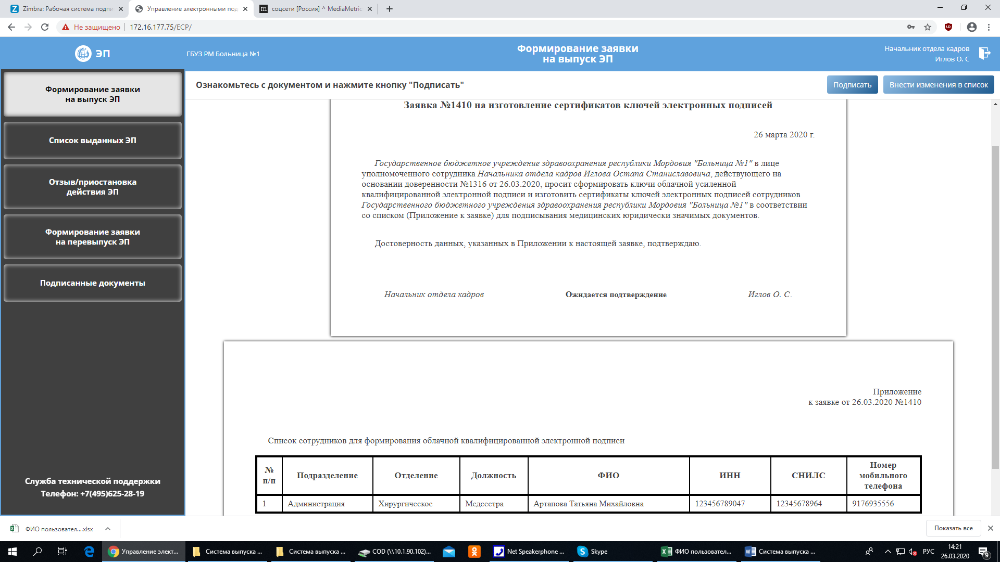 Zimbra: Рабочая система подпи
Управление электронными под
соцсети [Россия] ^ MediaMetric
Не защищено
172.16.177.75/ECP/
ЭП
ГБУЗ РМ Больница №1
Формирование заявки
на выпуск ЭП
Начальник отдела кадров
Иглов О. С
Формирование заявки
на выпуск ЭП
Список выданных ЭП
Отзыв/приостановка
действия ЭП
Формирование заявки
на перевыпуск ЭП
Подписанные документы
Служба технической поддержки
Телефон: +7(495)625-28-19
Ознакомьтесь с документом и нажмите кнопку "Подписать"
Подписать
Внести изменения в список
Заявка №1410 на изготовление сертификатов ключей электронных подписей
26 марта 2020 г.
Государственное бюджетное учреждение здравоохранения республики Мордовия "Больница №1" в лице
уполномоченного сотрудника Начальника отдела кадров Иглова Остапа Станиславовича, действующего на
основании доверенности №1316 от 26.03.2020, просит сформировать ключи облачной усиленной
квалифицированной электронной подписи и изготовить сертификаты ключей электронных подписей сотрудников
Государственного бюджетного учреждения здравоохранения республики Мордовия "Больница №1" в соответствии
со списком (Приложение к заявке) для подписывания медицинских юридически значимых документов.
Достоверность данных, указанных в Приложении к настоящей заявке, подтверждаю.
Начальник отдела кадров
Ожидается подтверждение
Иглов О. С.
Приложение
к заявке от 26.03.2020 №1410
Список сотрудников для формирования облачной квалифицированной электронной подписи
№ п/п
Подразделение
Отделение
Должность
ФИО
ИНН
СНИЛС
Номер мобильного телефона
1
Администрация
Хирургическое
Медсестра
Артапова Татьяна Михайловна
123456789047
12345678964
9176935556
ФИО пользовател....xlsx
Показать все
Управление элект...
Система выпуска ...
Система выпуска ...
COD (\\10.1.90.102)...
Net Speakerphone ...
Skype
ФИО пользовател...
Система выпуска ...
РУС
14:21
26.03.2020
9